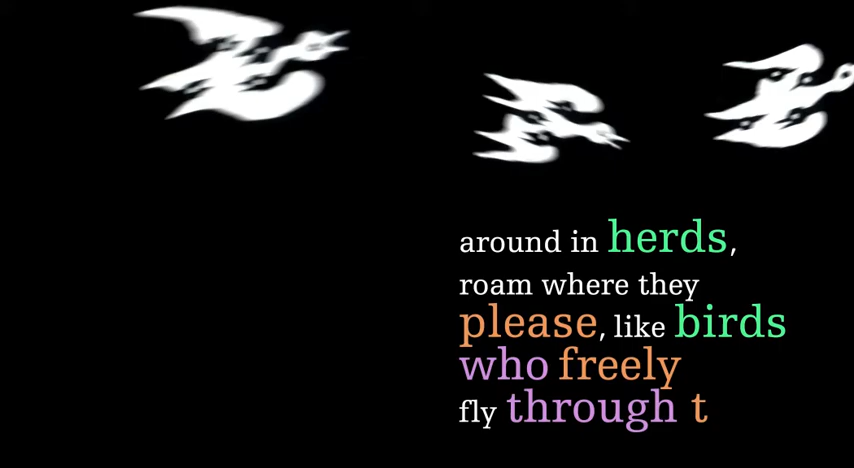 around in herds,
roam where they
please, like birds
who freely
fly through t